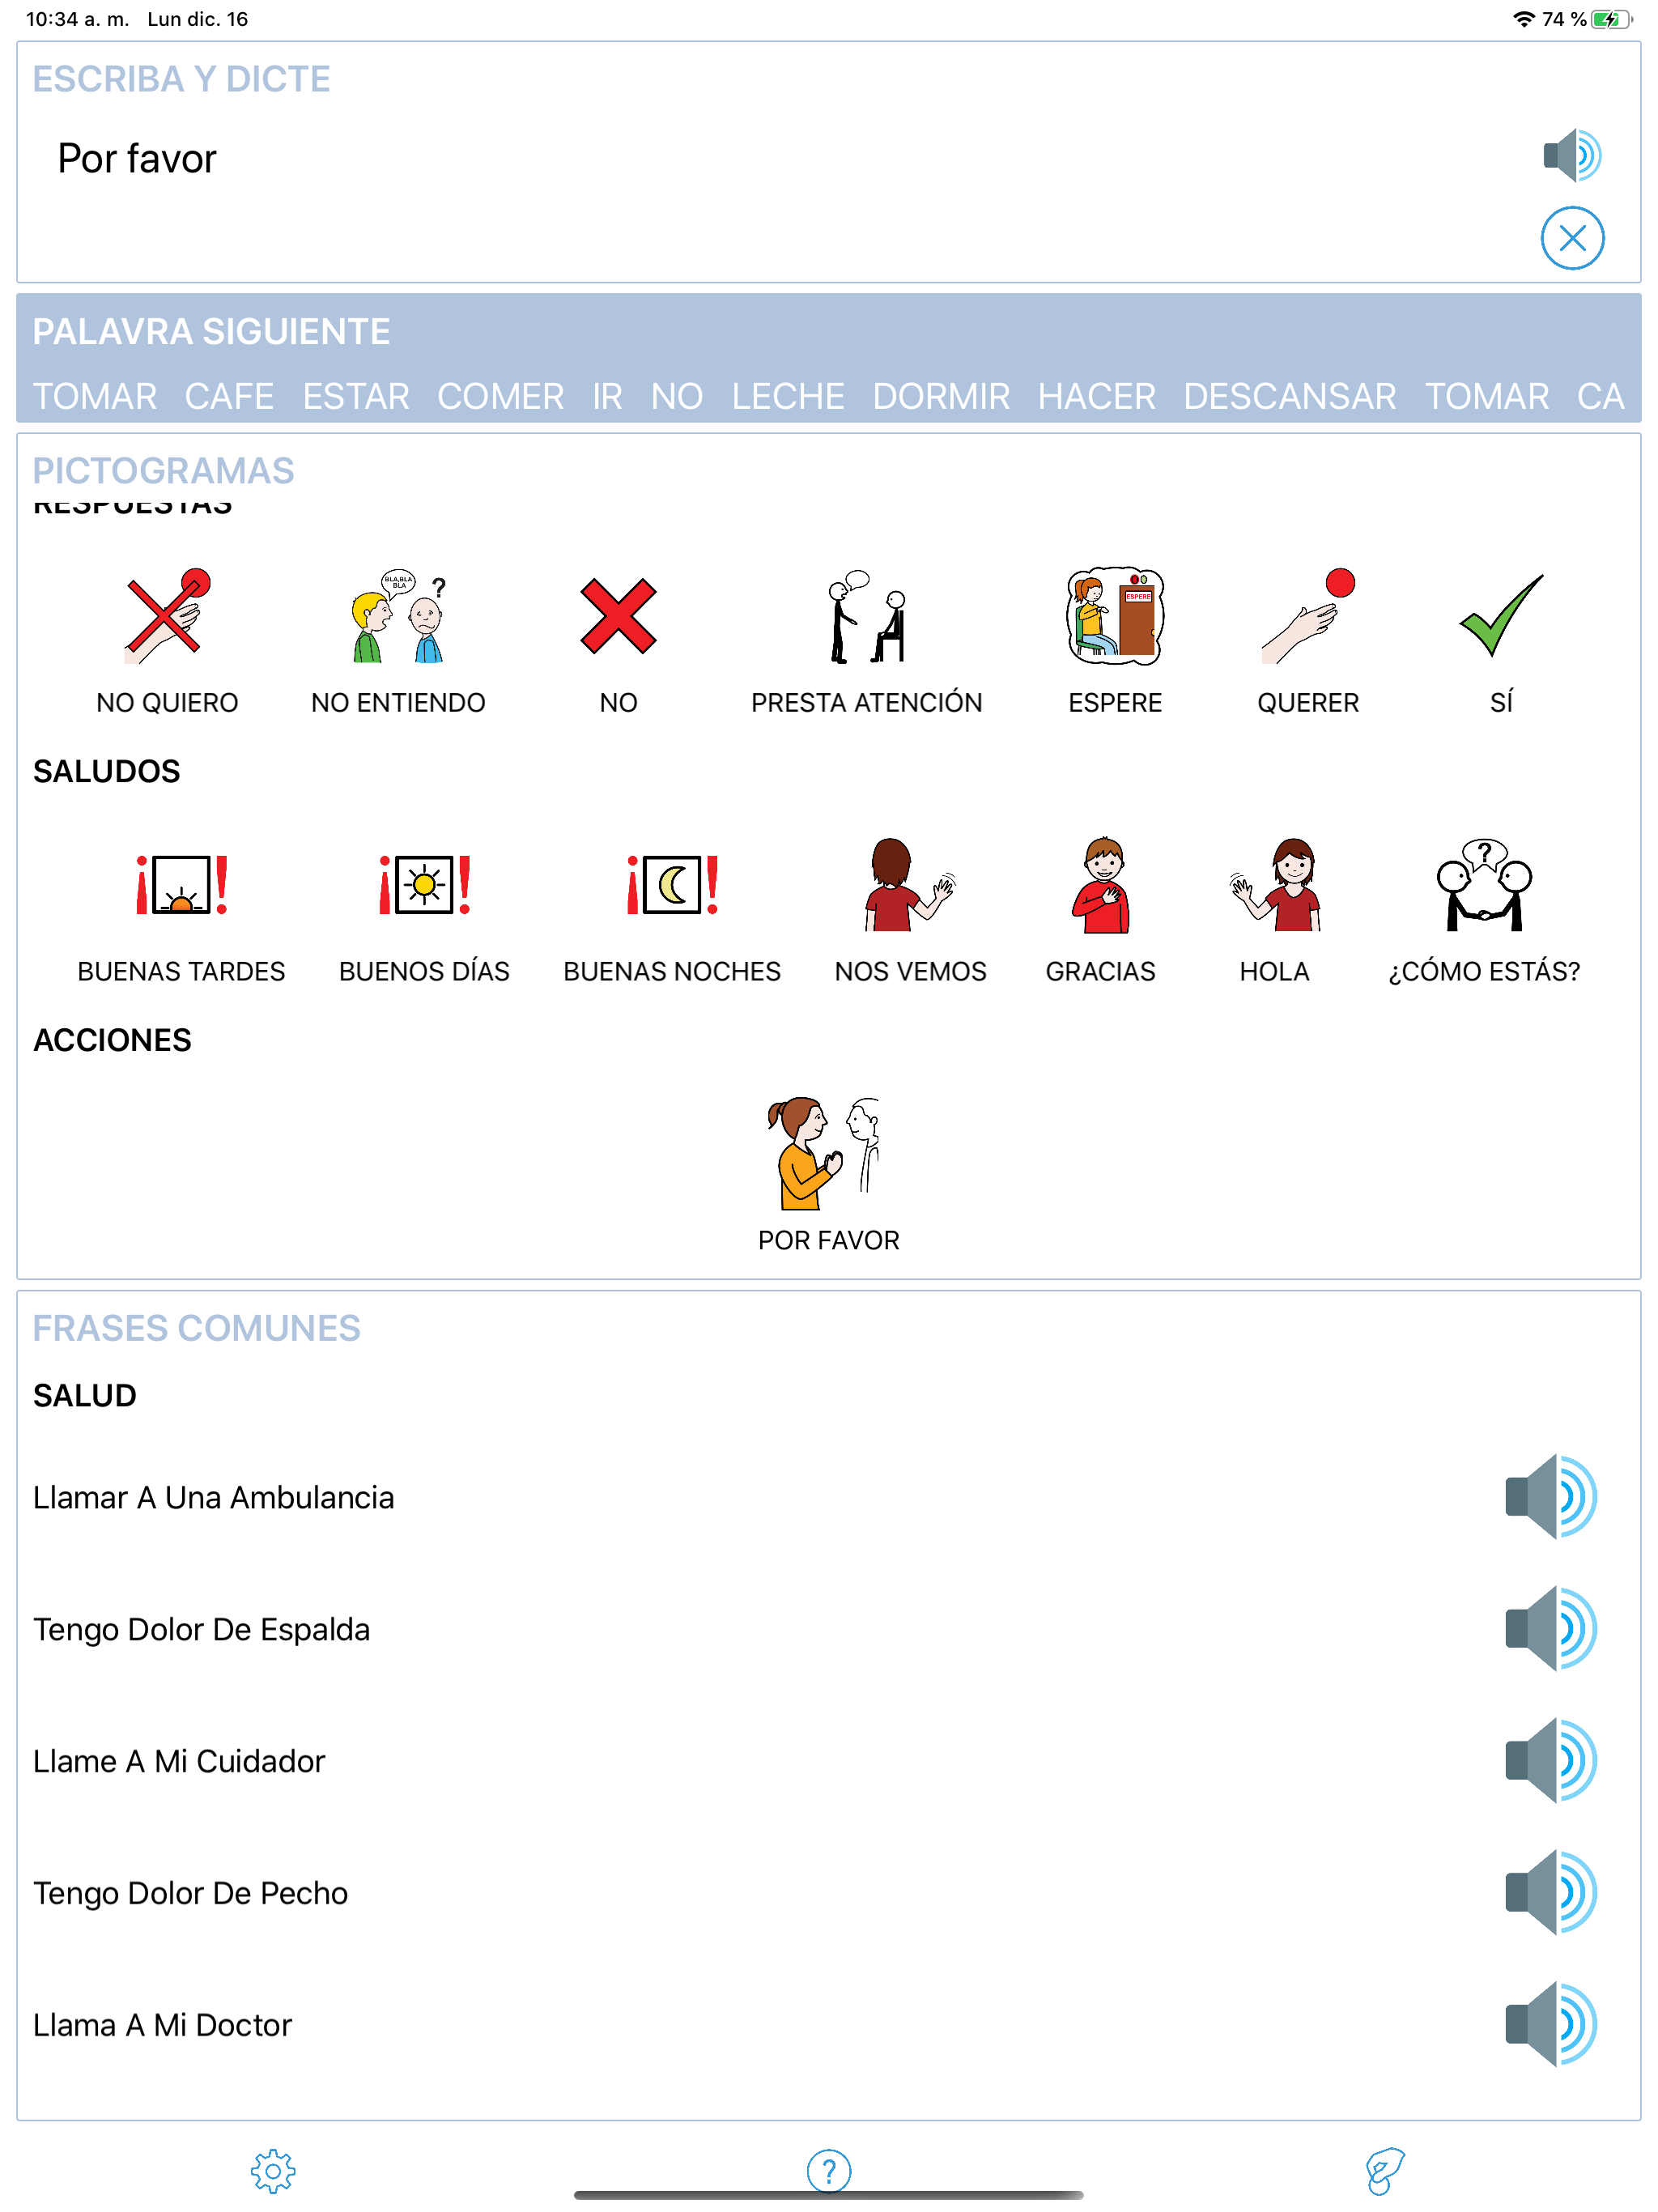 10:34 a. m. Lun dic. 16 74 %
ESCRIBA Y DICTE
Por favor
PALAVRA SIGUIENTE
TOMAR CAFE ESTAR COMER IR NO LECHE DORMIR HACER DESCANSAR TOMAR CA
PICTOGRAMAS
RESPUESTAS
BLA,BLA
BLA
?
ESPERE
NO QUIERO NO ENTIENDO NO PRESTA ATENCIÓN ESPERE QUERER SÍ
SALUDOS
¡ ! ¡ ! ¡ ! ?
BUENAS TARDES BUENOS DÍAS BUENAS NOCHES NOS VEMOS GRACIAS HOLA ¿CÓMO ESTÁS?
ACCIONES
POR FAVOR
FRASES COMUNES
SALUD
Llamar A Una Ambulancia
Tengo Dolor De Espalda
Llame A Mi Cuidador
Tengo Dolor De Pecho
Llama A Mi Doctor
?